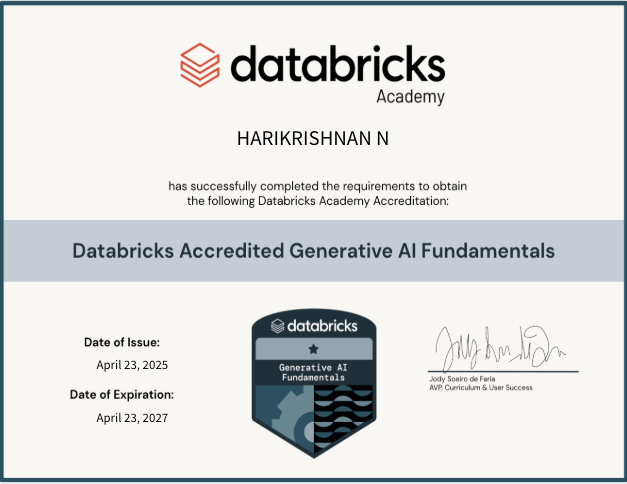 databricks
Academy
HARIKRISHNAN N
has successfully completed the requirements to obtain
the following Databricks Academy Accreditation:
Databricks Accredited Generative AI Fundamentals
Date of Issue:
April 23, 2025
Date of Expiration:
April 23, 2027
databricks
Generative AI
Fundamentals
Jody Soeiro de Faria
AVP, Curriculum & User Success